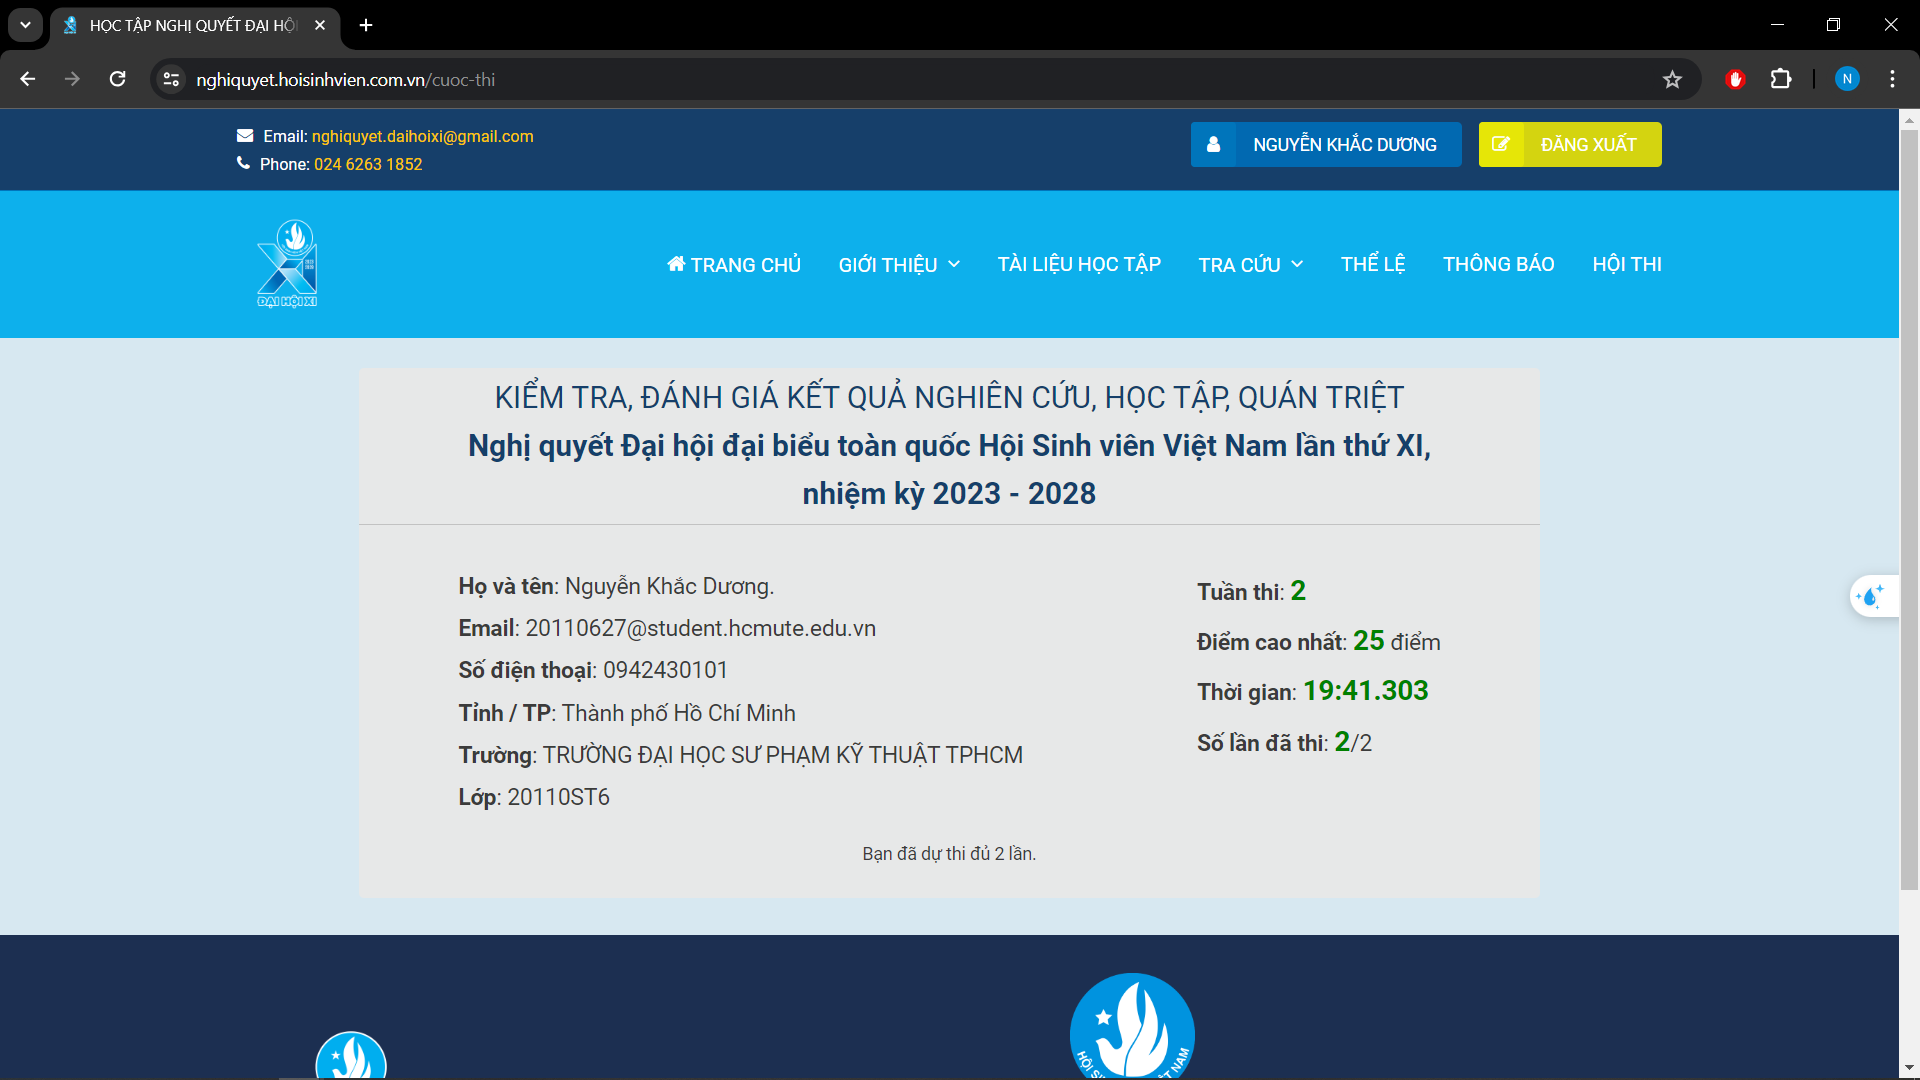 HỌC TẬP NGHỊ QUYẾT ĐẠI HỘI
nghiquyet.hoisinhvien.com.vn/cuoc-thi
N
Email: nghiquyet.daihoixi@gmail.com
Phone: 024 6263 1852
NGUYỄN KHẮC DƯƠNG
ĐĂNG XUẤT
ĐẠI HỘI XI
TRANG CHỦ
GIỚI THIỆU
TÀI LIỆU HỌC TẬP
TRA CỨU
THỂ LỆ
THÔNG BÁO
HỘI THI
KIỂM TRA, ĐÁNH GIÁ KẾT QUẢ NGHIÊN CỨU, HỌC TẬP, QUÁN TRIỆT
Nghị quyết Đại hội đại biểu toàn quốc Hội Sinh viên Việt Nam lần thứ XI,
nhiệm kỳ 2023 - 2028
Họ và tên: Nguyễn Khắc Dương.
Email: 20110627@student.hcmute.edu.vn
Số điện thoại: 0942430101
Tỉnh / TP: Thành phố Hồ Chí Minh
Trường: TRƯỜNG ĐẠI HỌC SƯ PHẠM KỸ THUẬT TPHCM
Lớp: 20110ST6
Tuần thi: 2
Điểm cao nhất: 25 điểm
Thời gian: 19:41.303
Số lần đã thi: 2/2
Bạn đã dự thi đủ 2 lần.